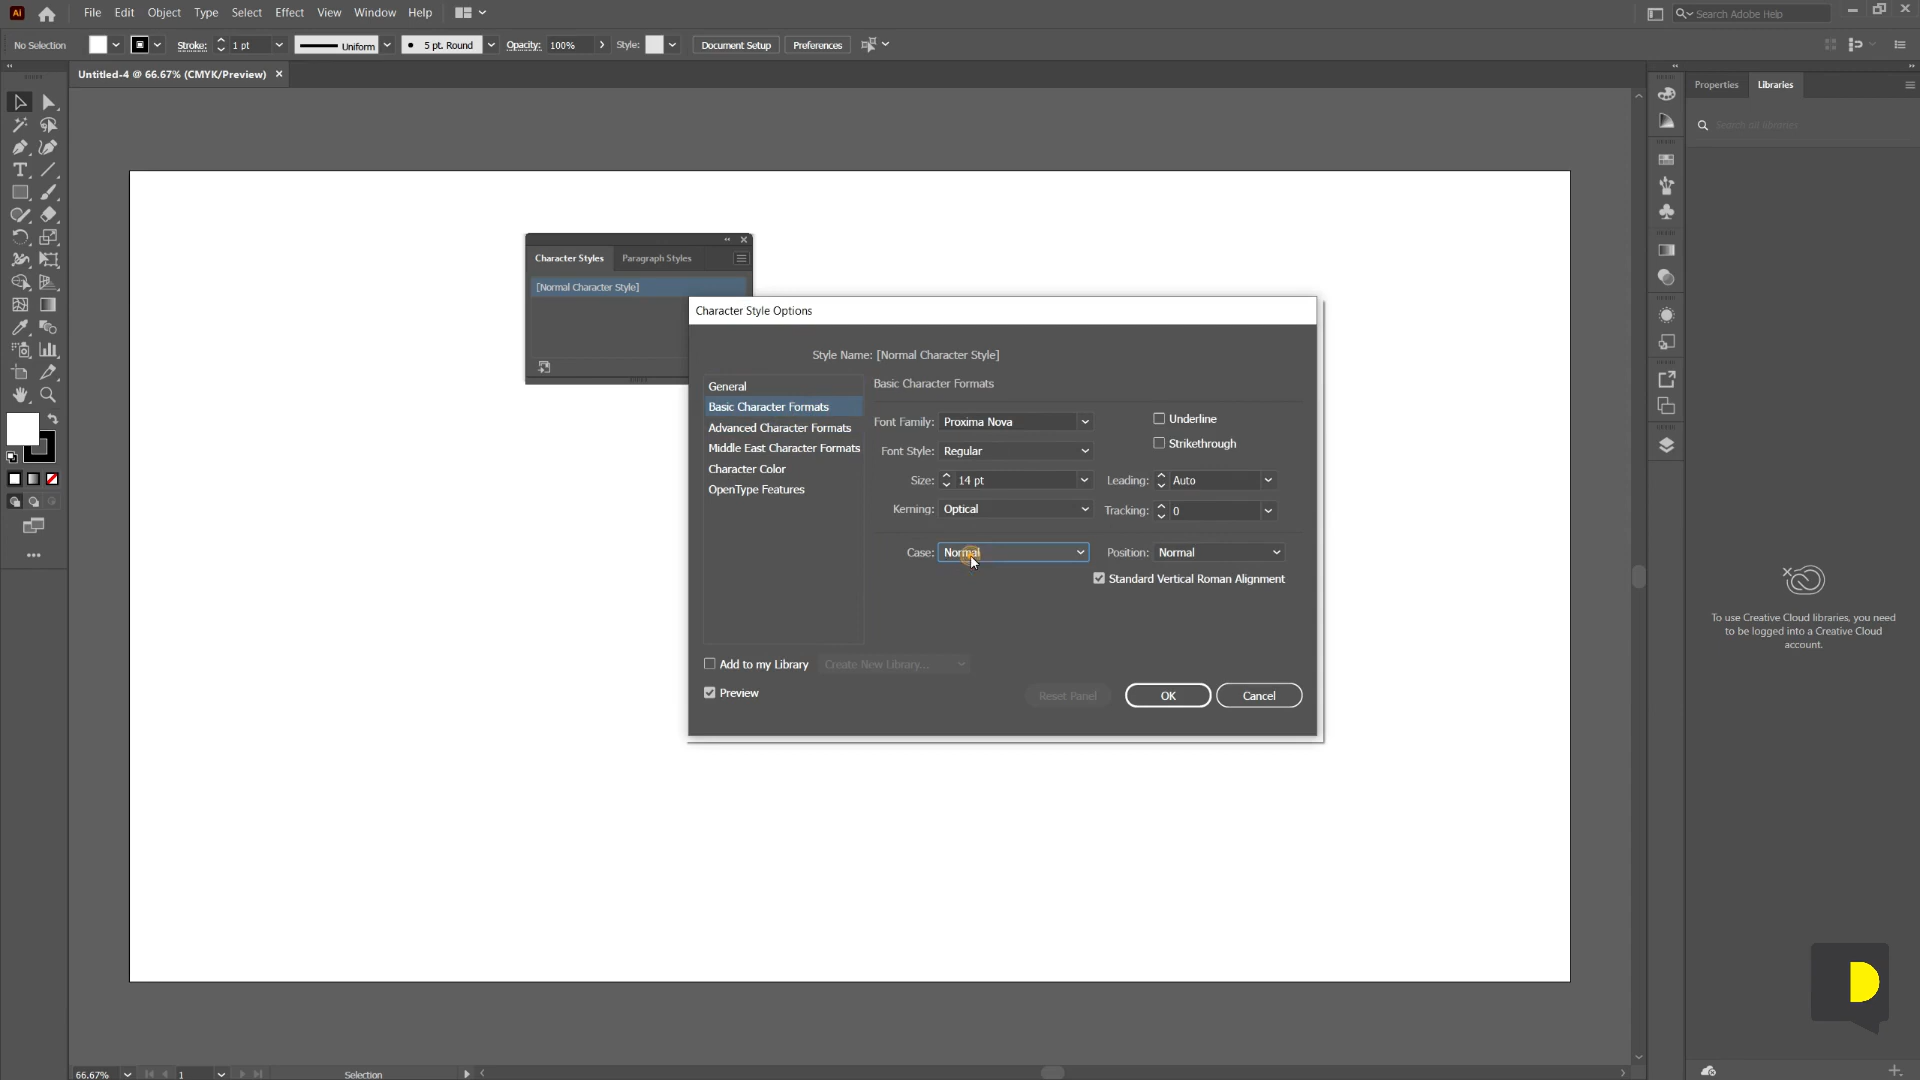 Ai File Edit Object Type Select Effect View Window Help Search Adobe Help
No Selection Stroke: 1 pt Uniform 5 pt. Round Opacity: 100% Style: Document Setup Preferences
Untitled-4 @ 66.67% (CMYK/Preview)
Properties Libraries
Search all libraries
Character Styles Paragraph Styles
[Normal Character Style]
Character Style Options
Style Name: [Normal Character Style]
General
Basic Character Formats
Advanced Character Formats
Middle East Character Formats
Character Color
OpenType Features
Basic Character Formats
Font Family: Proxima Nova Underline
Font Style: Regular Strikethrough
Size: 14 pt Leading: Auto
Kerning: Optical Tracking: 0
Case: Normal Position: Normal
Standard Vertical Roman Alignment
Add to my Library Create New Library...
Preview Reset Panel OK Cancel
To use Creative Cloud libraries, you need
to be logged into a Creative Cloud
account.
66.67% 1 Selection